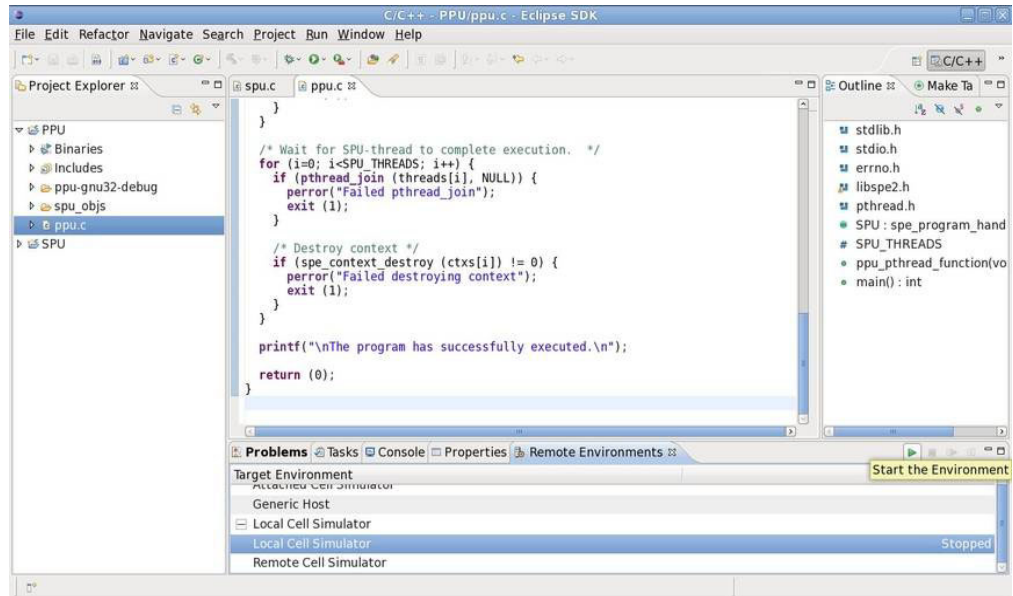 C/C++ - PPU/ppu.c - Eclipse SDK
File Edit Refactor Navigate Search Project Run Window Help
C/C++
Project Explorer
PPU
Binaries
Includes
ppu-gnu32-debug
spu_objs
ppu.c
SPU
spu.c
ppu.c
}
}
/* Wait for SPU-thread to complete execution. */
for (i=0; i<SPU_THREADS; i++) {
if (pthread_join (threads[i], NULL)) {
perror("Failed pthread_join");
exit (1);
}
/* Destroy context */
if (spe_context_destroy (ctxs[i]) != 0) {
perror("Failed destroying context");
exit (1);
}
}
printf("\nThe program has successfully executed.\n");
return (0);
}
Outline
Make Ta
stdlib.h
stdio.h
errno.h
libspe2.h
pthread.h
SPU : spe_program_hand
# SPU_THREADS
ppu_pthread_function(vo
main() : int
Problems Tasks Console Properties Remote Environments
Start the Environment
Target Environment
Attached Cell Simulator
Generic Host
Local Cell Simulator
Local Cell Simulator Stopped
Remote Cell Simulator